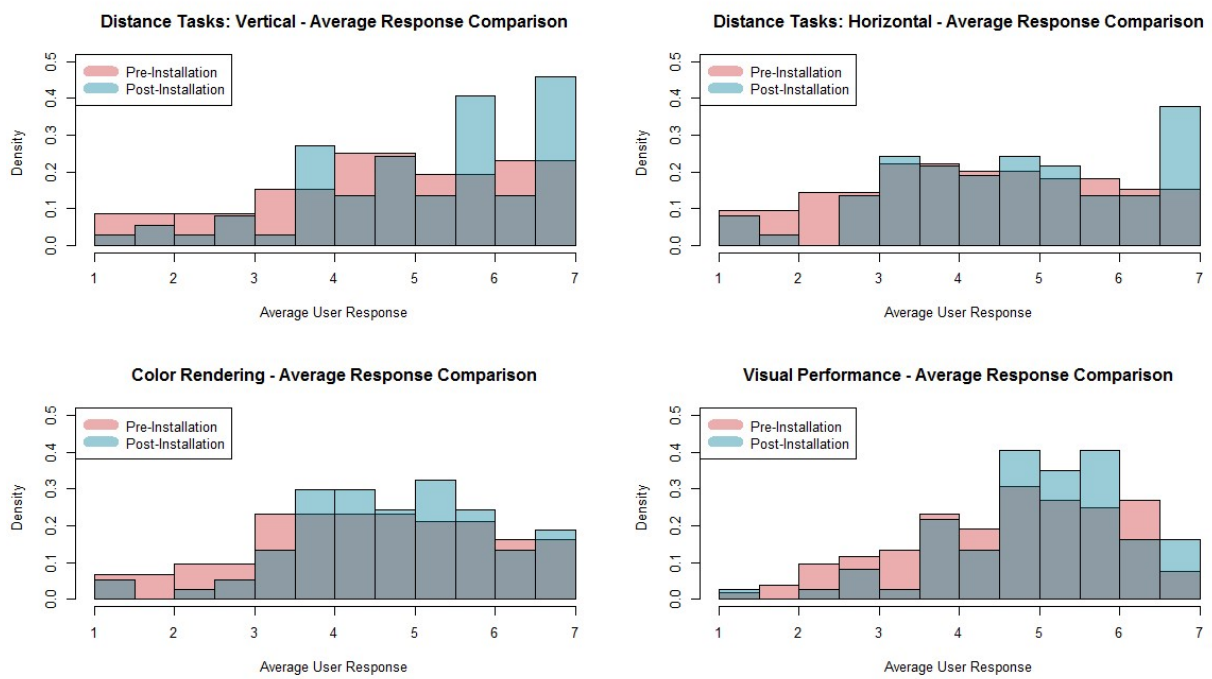 Distance Tasks: Vertical - Average Response Comparison
Pre-Installation
Post-Installation
Density
0.0 0.1 0.2 0.3 0.4 0.5
1 2 3 4 5 6 7
Average User Response
Distance Tasks: Horizontal - Average Response Comparison
Pre-Installation
Post-Installation
Density
0.0 0.1 0.2 0.3 0.4 0.5
1 2 3 4 5 6 7
Average User Response
Color Rendering - Average Response Comparison
Pre-Installation
Post-Installation
Density
0.0 0.1 0.2 0.3 0.4 0.5
1 2 3 4 5 6 7
Average User Response
Visual Performance - Average Response Comparison
Pre-Installation
Post-Installation
Density
0.0 0.1 0.2 0.3 0.4 0.5
1 2 3 4 5 6 7
Average User Response